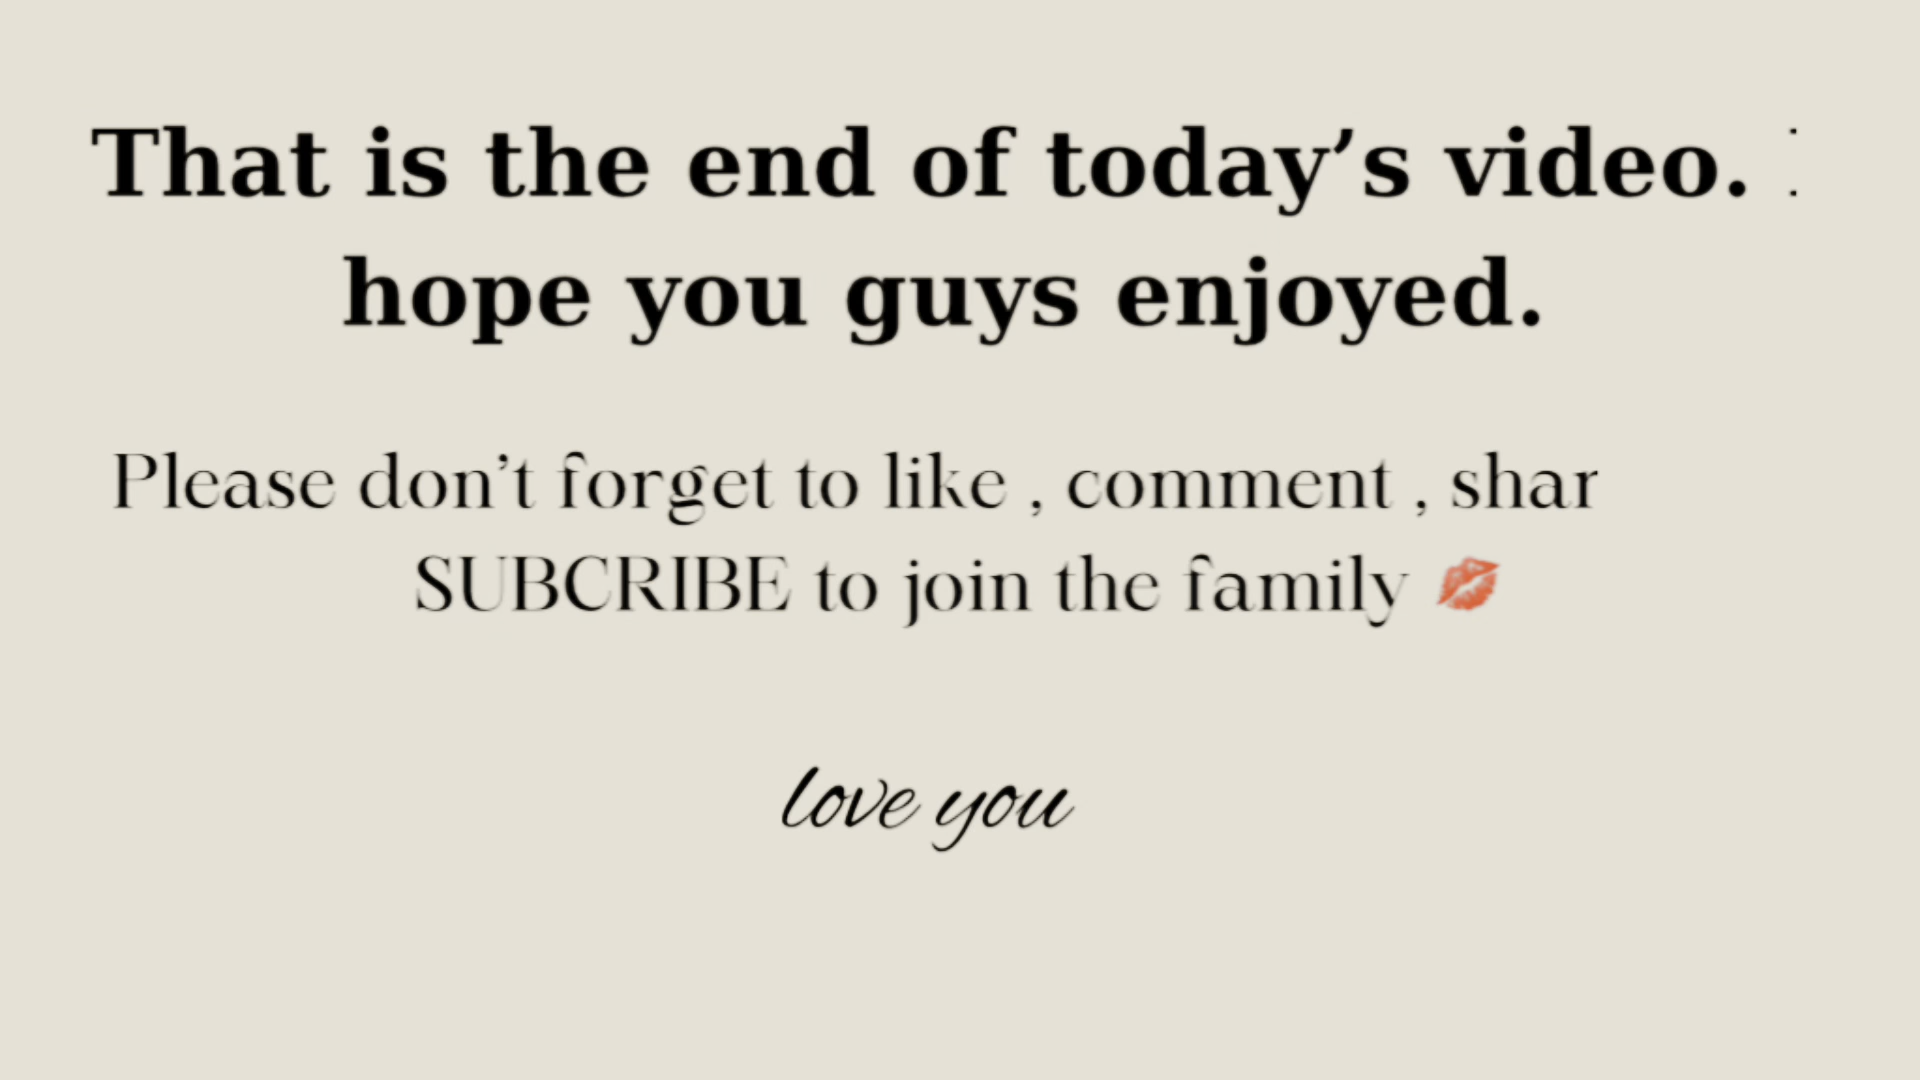 That is the end of today’s video.
hope you guys enjoyed.
Please don’t forget to like , comment , shar
SUBCRIBE to join the family 💋
love you